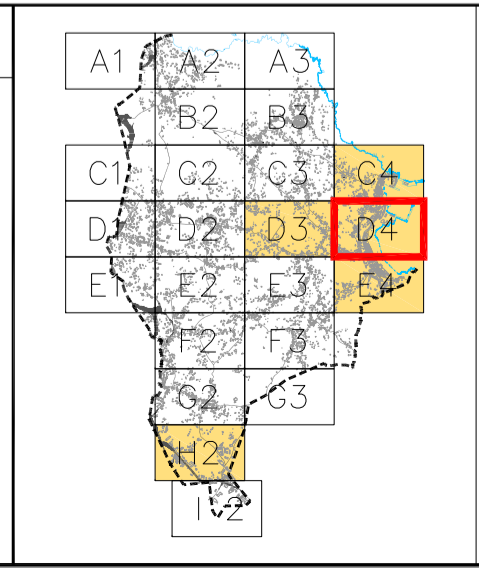 A1 A2 A3
B2 B3
C1 C2 C3 C4
D1 D2 D3 D4
E1 E2 E3 E4
F2 F3
G2 G3
H2
I 2